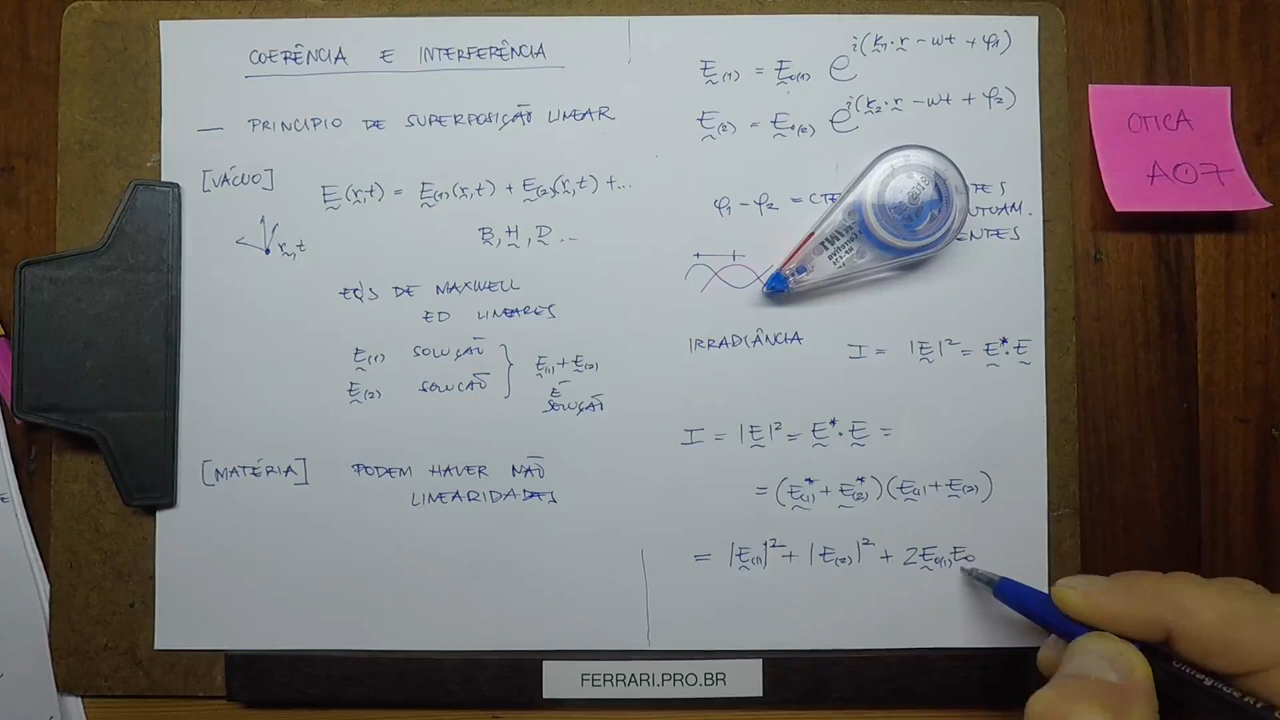 COERÊNCIA E INTERFERÊNCIA
— PRINCIPIO DE SUPERPOSIÇÃO LINEAR
[VÁCUO]
E(r,t) = E(1)(r,t) + E(2)(r,t) + ...
r, t
B, H, D ...
EQ'S DE MAXWELL
ED LINEARES
E(1) SOLUÇÃO
E(2) SOLUCAÕ
} E(1) + E(2)
É
SOLUÇÃO
[MATÉRIA] PODEM HAVER NÃO
LINEARIDADES
E(1) = E0(1) e^i(k1·r - wt + φ1)
E(2) = E0(2) e^i(k2·r - wt + φ2)
φ1 - φ2 = CTE
IRRADIÂNCIA I = |E|² = E*·E
I = |E|² = E*·E =
= (E(1)* + E(2)*)(E(1) + E(2))
= |E(1)|² + |E(2)|² + 2E0(1)E0
OTICA
A07
FERRARI.PRO.BR